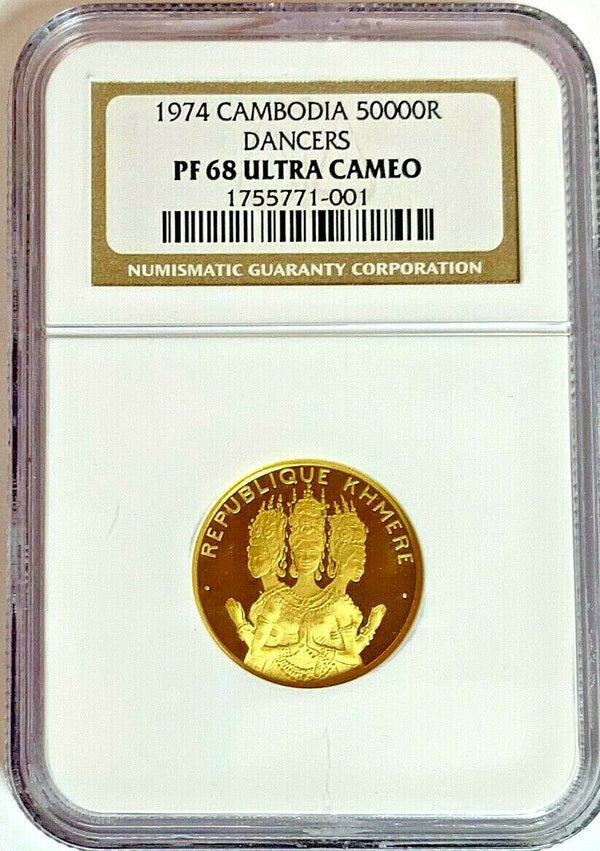 1974 CAMBODIA 50000R
DANCERS
PF 68 ULTRA CAMEO
1755771-001
NUMISMATIC GUARANTY CORPORATION
REPUBLIQUE KHMERE